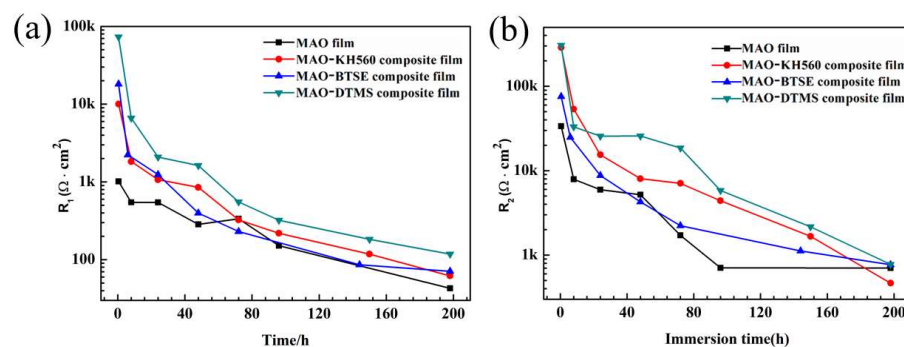 (a)
100k
10k
1k
100
R₁ (Ω · cm²)
MAO film
MAO-KH560 composite film
MAO-BTSE composite film
MAO-DTMS composite film
0 40 80 120 160 200
Time/h
(b)
100k
10k
1k
R₂ (Ω · cm²)
MAO film
MAO-KH560 composite film
MAO-BTSE composite film
MAO-DTMS composite film
0 40 80 120 160 200
Immersion time(h)